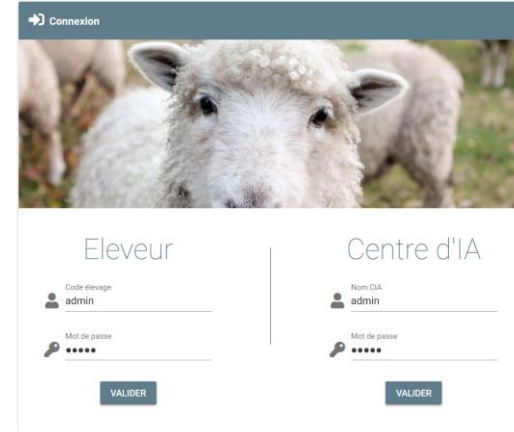 Connexion
Eleveur
Code élevage
admin
Mot de passe
•••••
VALIDER
Centre d'IA
Nom CIA
admin
Mot de passe
•••••
VALIDER